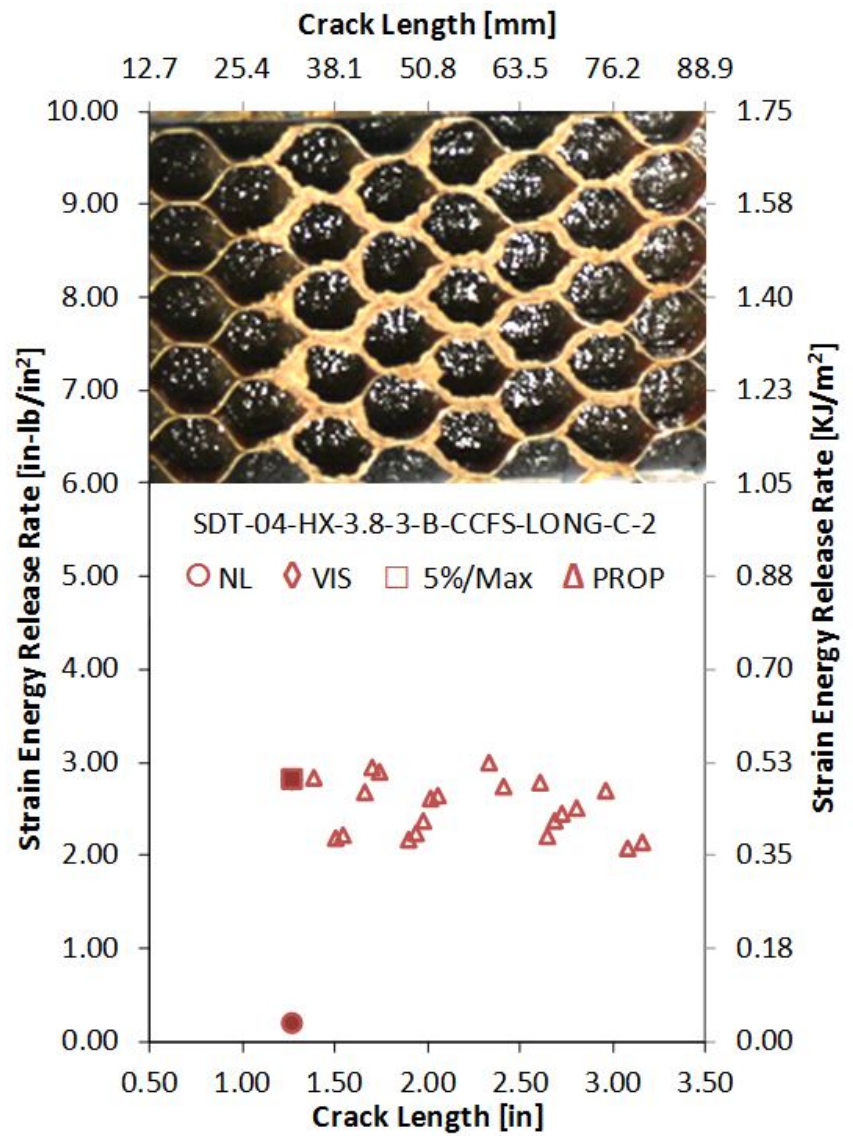 Crack Length [mm]
12.7 25.4 38.1 50.8 63.5 76.2 88.9
10.00 1.75
9.00 1.58
8.00 1.40
7.00 1.23
6.00 1.05
5.00 0.88
4.00 0.70
3.00 0.53
2.00 0.35
1.00 0.18
0.00 0.00
Strain Energy Release Rate [in-lb/in²]
Strain Energy Release Rate [KJ/m²]
SDT-04-HX-3.8-3-B-CCFS-LONG-C-2
NL VIS 5%/Max PROP
0.50 1.00 1.50 2.00 2.50 3.00 3.50
Crack Length [in]